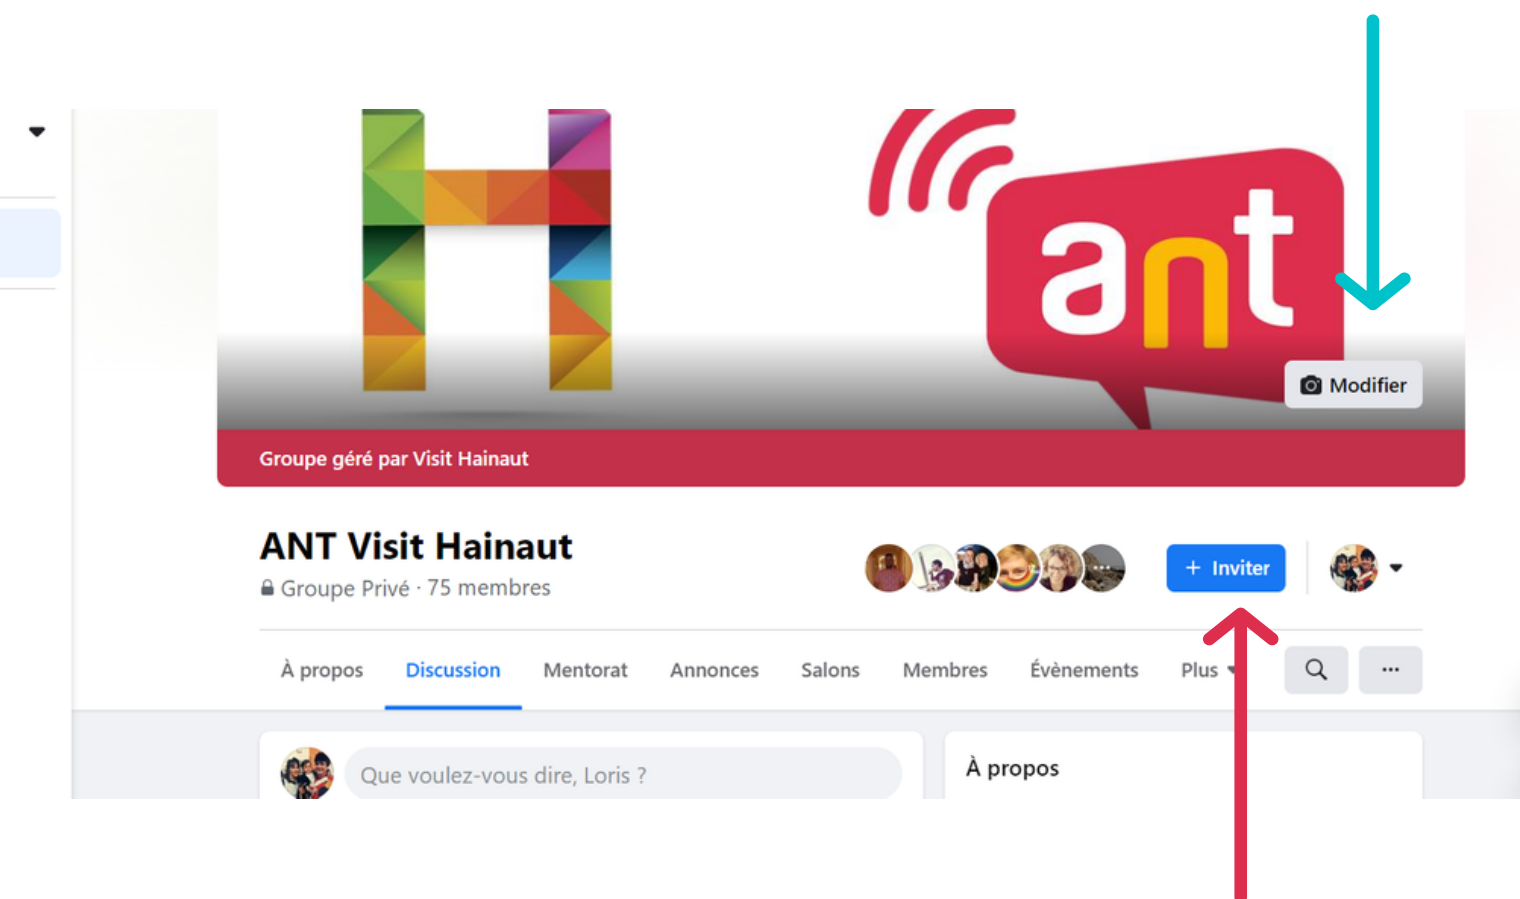 ant
Modifier
Groupe géré par Visit Hainaut
ANT Visit Hainaut
Groupe Privé · 75 membres
+ Inviter
À propos
Discussion
Mentorat
Annonces
Salons
Membres
Évènements
Plus
Que voulez-vous dire, Loris ?
À propos